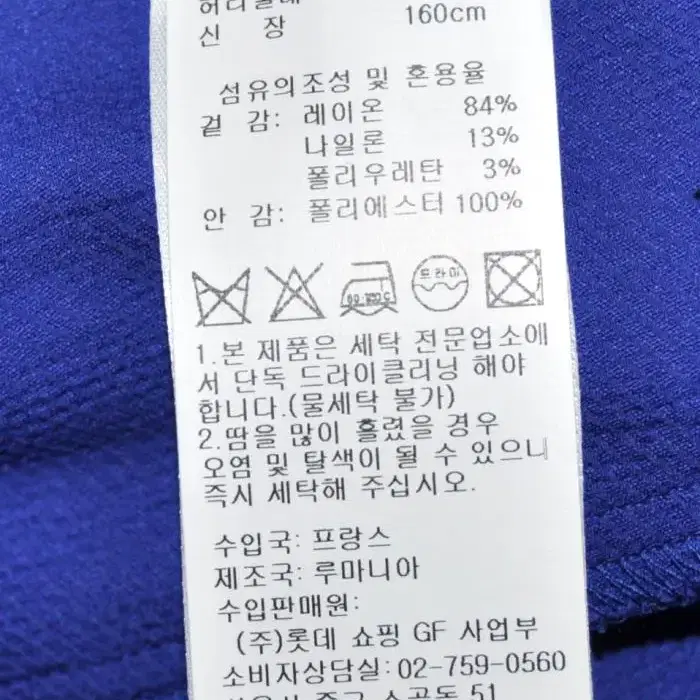 신 장 160cm
섬유의조성 및 혼용율
겉 감: 레이온 84%
나일론 13%
폴리우레탄 3%
안 감: 폴리에스터 100%
드라이
1.본 제품은 세탁 전문업소에
서 단독 드라이클리닝 해야
합니다.(물세탁 불가)
2.땀을 많이 흘렸을 경우
오염 및 탈색이 될 수 있으니
즉시 세탁해 주십시오.
수입국: 프랑스
제조국: 루마니아
수입판매원:
(주)롯데 쇼핑 GF 사업부
소비자상담실: 02-759-0560